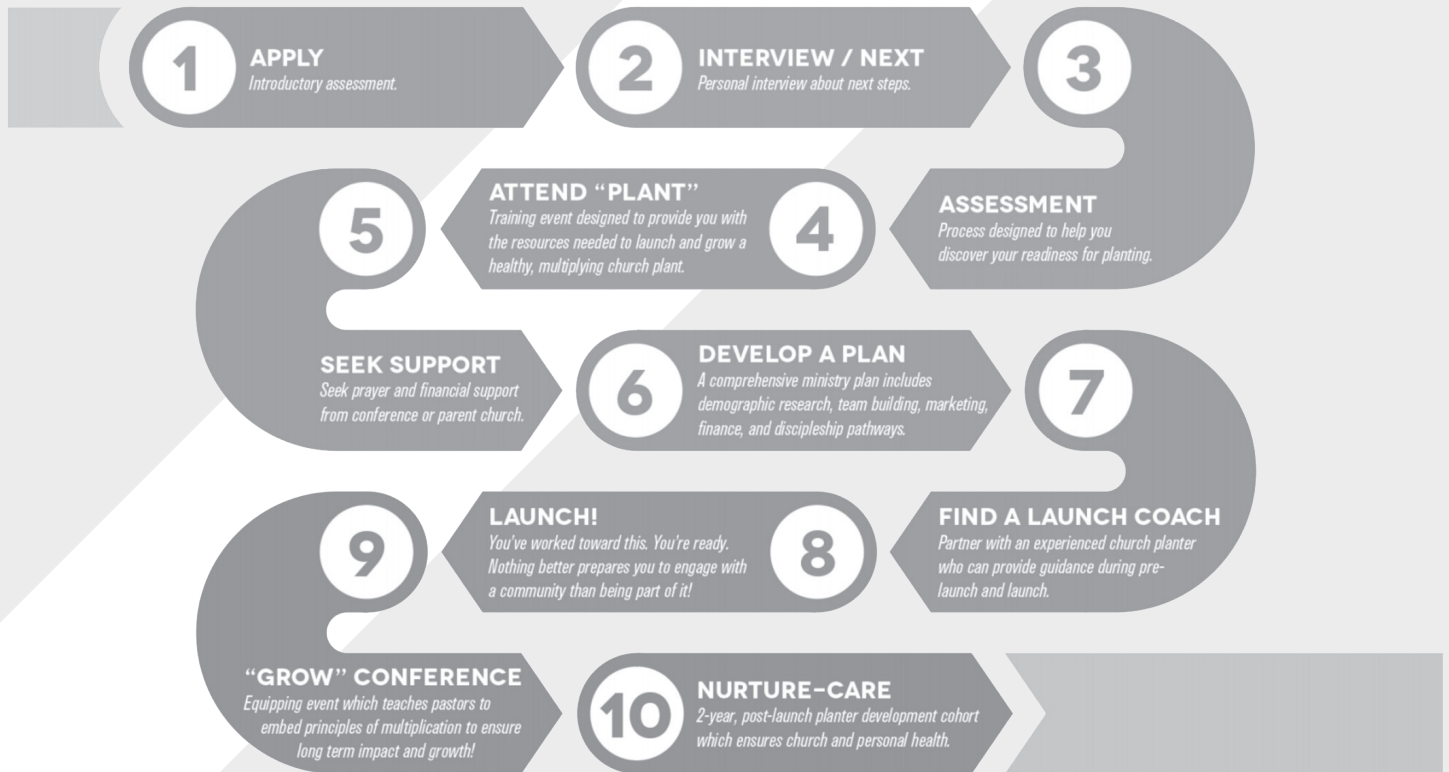 1
APPLY
Introductory assessment.
2
INTERVIEW / NEXT
Personal interview about next steps.
3
ASSESSMENT
Process designed to help you
discover your readiness for planting.
4
ATTEND “PLANT”
Training event designed to provide you with
the resources needed to launch and grow a
healthy, multiplying church plant.
5
SEEK SUPPORT
Seek prayer and financial support
from conference or parent church.
6
DEVELOP A PLAN
A comprehensive ministry plan includes
demographic research, team building, marketing,
finance, and discipleship pathways.
7
FIND A LAUNCH COACH
Partner with an experienced church planter
who can provide guidance during pre-
launch and launch.
8
LAUNCH!
You've worked toward this. You're ready.
Nothing better prepares you to engage with
a community than being part of it!
9
“GROW” CONFERENCE
Equipping event which teaches pastors to
embed principles of multiplication to ensure
long term impact and growth!
10
NURTURE-CARE
2-year, post-launch planter development cohort
which ensures church and personal health.